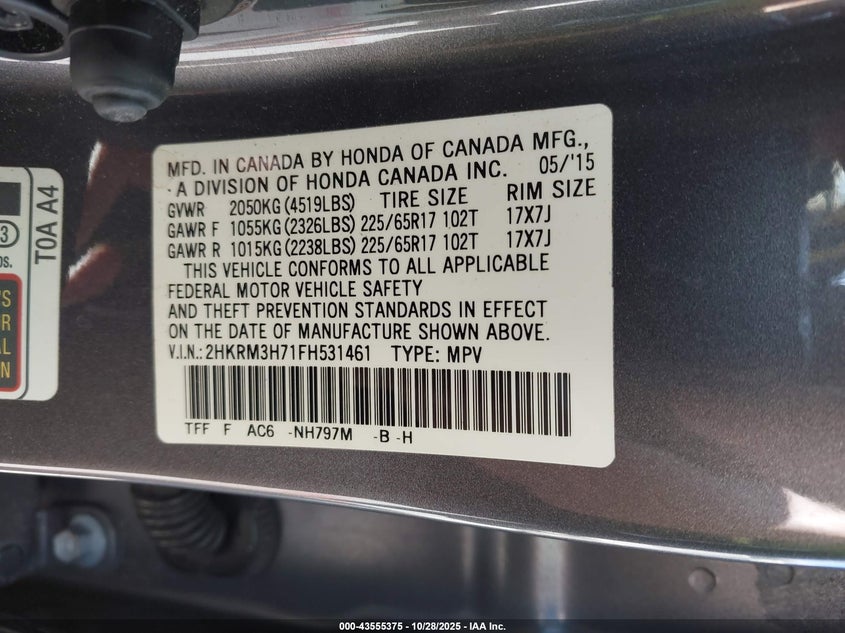 MFD. IN CANADA BY HONDA OF CANADA MFG.,
A DIVISION OF HONDA CANADA INC. 05/'15
GVWR 2050KG (4519LBS) TIRE SIZE RIM SIZE
GAWR F 1055KG (2326LBS) 225/65R17 102T 17X7J
GAWR R 1015KG (2238LBS) 225/65R17 102T 17X7J
THIS VEHICLE CONFORMS TO ALL APPLICABLE
FEDERAL MOTOR VEHICLE SAFETY
AND THEFT PREVENTION STANDARDS IN EFFECT
ON THE DATE OF MANUFACTURE SHOWN ABOVE.
V.I.N.: 2HKRM3H71FH531461 TYPE: MPV
TFF F AC6 -NH797M -B -H
T0A A4
3
000-43555375 - 10/28/2025 - IAA Inc.